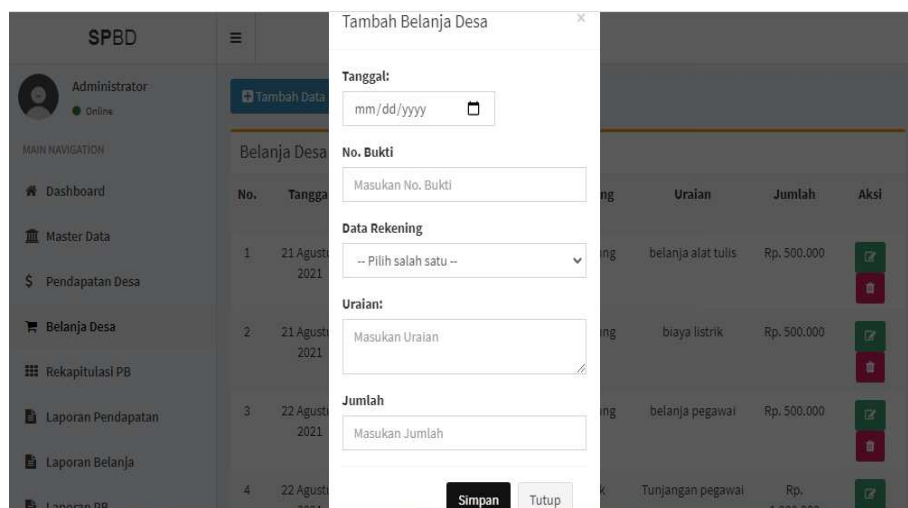 SPBD
Administrator
Online
MAIN NAVIGATION
Dashboard
Master Data
Pendapatan Desa
Belanja Desa
Rekapitulasi PB
Laporan Pendapatan
Laporan Belanja
Laporan PB
Tambah Data
Belanja Desa
No. Tangga ng Uraian Jumlah Aksi
1 21 Agustu ng belanja alat tulis Rp. 500.000
2021
2 21 Agustu ng biaya listrik Rp. 500.000
2021
3 22 Agustu ng belanja pegawai Rp. 500.000
2021
4 22 Agustu k Tunjangan pegawai Rp.
Tambah Belanja Desa
×
Tanggal:
mm/dd/yyyy
No. Bukti
Masukan No. Bukti
Data Rekening
-- Pilih salah satu --
Uraian:
Masukan Uraian
Jumlah
Masukan Jumlah
Simpan Tutup